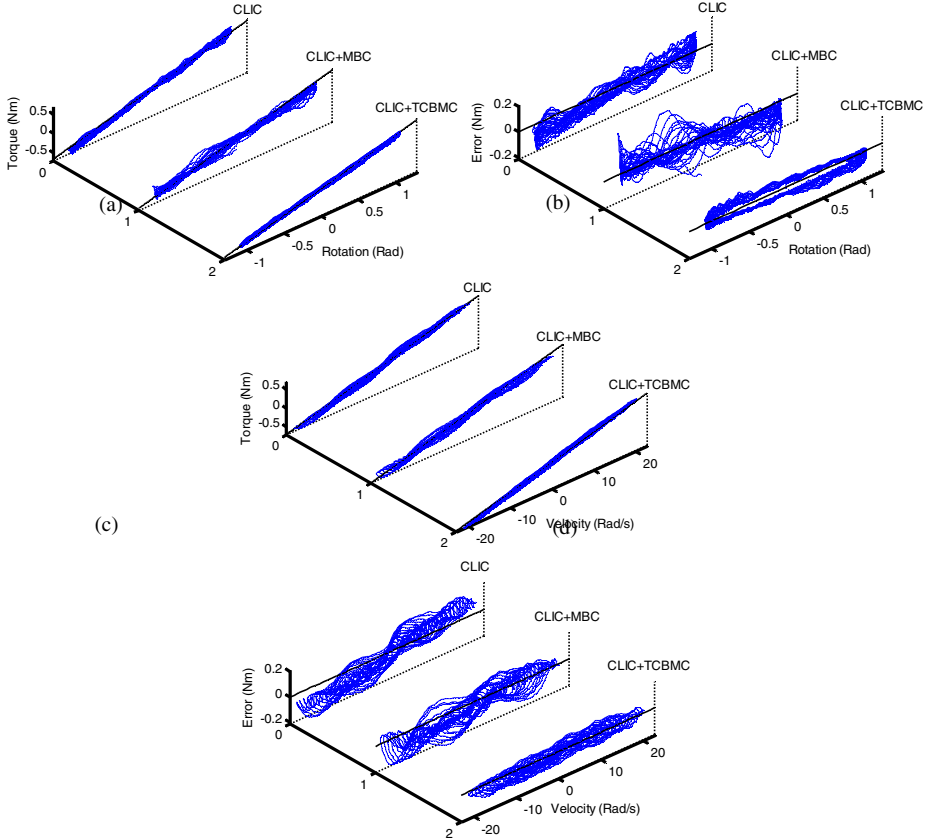 CLIC
CLIC+MBC
CLIC+TCBMC
Torque (Nm)
0.5
0
-0.5
0
1
2
-1
-0.5
0
0.5
1
Rotation (Rad)
(a)
CLIC
CLIC+MBC
CLIC+TCBMC
Error (Nm)
0.2
0
-0.2
0
1
2
-1
-0.5
0
0.5
1
Rotation (Rad)
(b)
CLIC
CLIC+MBC
CLIC+TCBMC
Torque (Nm)
0.5
0
-0.5
0
1
2
-20
-10
0
10
20
Velocity (Rad/s)
(c)
(d)
CLIC
CLIC+MBC
CLIC+TCBMC
Error (Nm)
0.2
0
-0.2
0
1
2
-20
-10
0
10
20
Velocity (Rad/s)